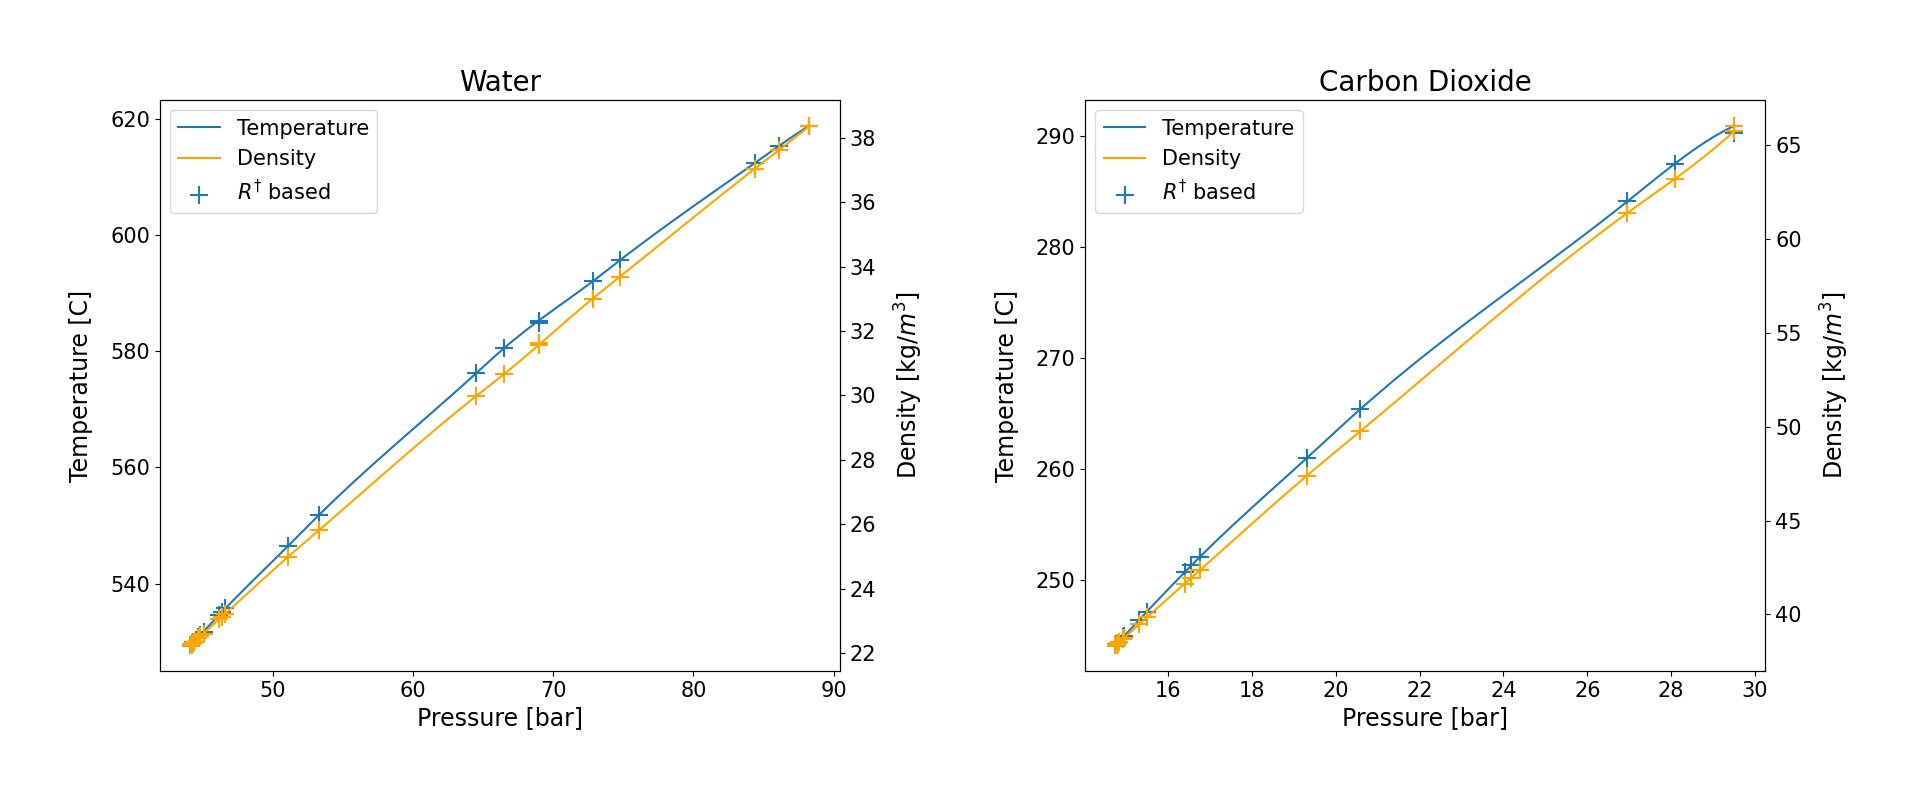 Water
Temperature
Density
R† based
620
600
580
560
540
Temperature [C]
38
36
34
32
30
28
26
24
22
Density [kg/m³]
50 60 70 80 90
Pressure [bar]
Carbon Dioxide
Temperature
Density
R† based
290
280
270
260
250
Temperature [C]
65
60
55
50
45
40
Density [kg/m³]
16 18 20 22 24 26 28 30
Pressure [bar]